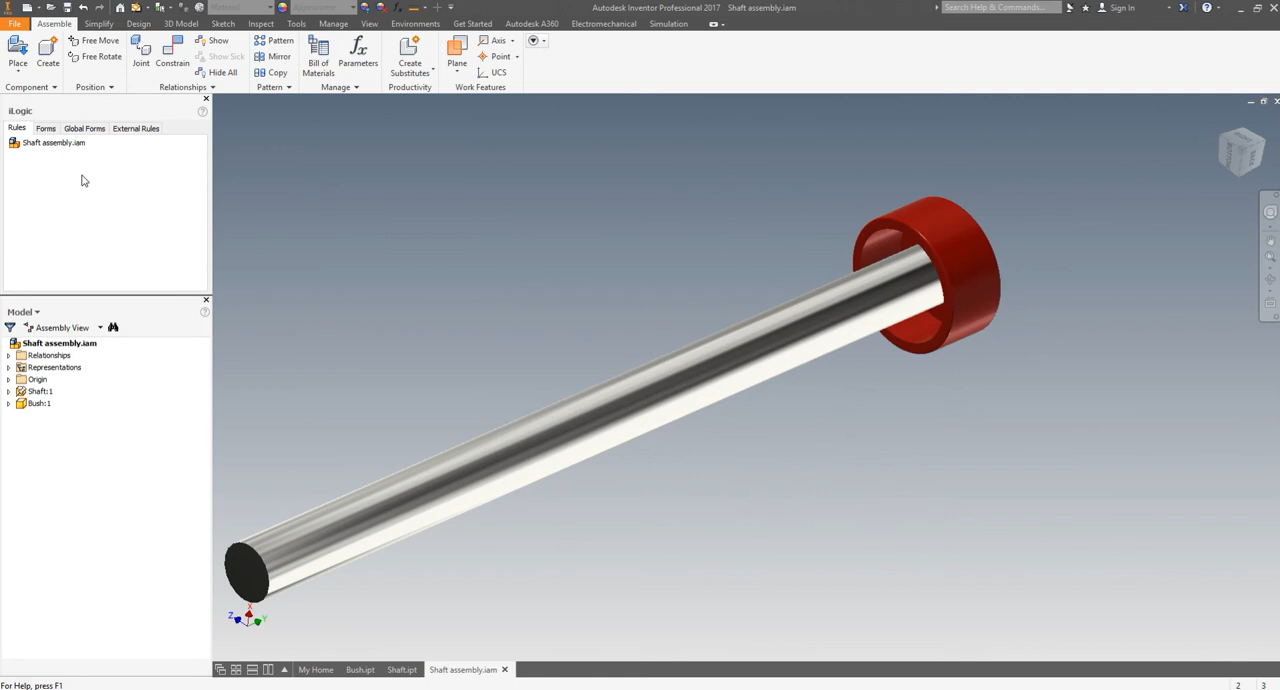 Material
Appearance
Autodesk Inventor Professional 2017 Shaft assembly.iam
Search Help & Commands...
Sign In
File Assemble Simplify Design 3D Model Sketch Inspect Tools Manage View Environments Get Started Autodesk A360 Electromechanical Simulation
Place
Create
Free Move
Free Rotate
Joint
Constrain
Show
Show Sick
Hide All
Pattern
Mirror
Copy
Bill of
Materials
Parameters
Create
Substitutes
Plane
Axis
Point
UCS
Component Position Relationships Pattern Manage Productivity Work Features
iLogic
Rules Forms Global Forms External Rules
Shaft assembly.iam
Model
Assembly View
Shaft assembly.iam
Relationships
Representations
Origin
Shaft:1
Bush:1
X
Z
Y
My Home Bush.ipt Shaft.ipt Shaft assembly.iam
For Help, press F1
2 3